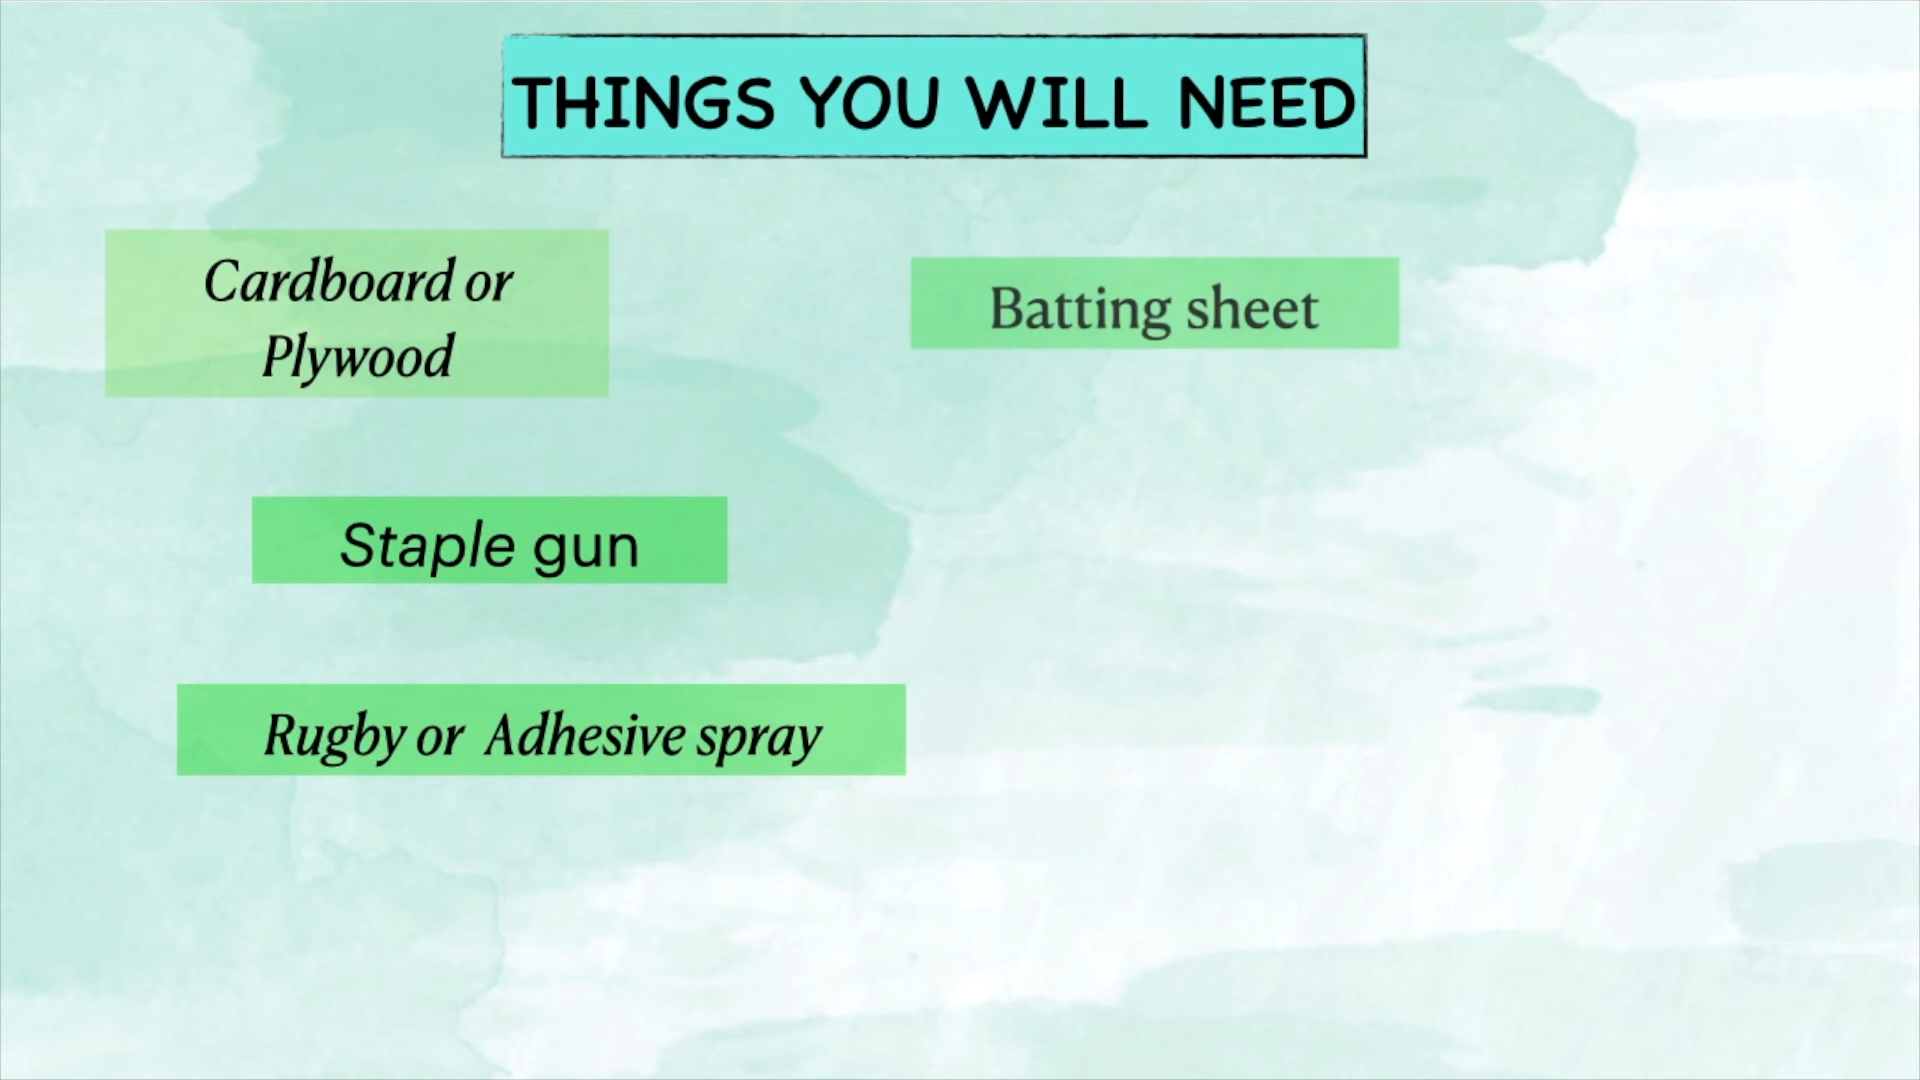 THINGS YOU WILL NEED
Cardboard or
Plywood
Batting sheet
Staple gun
Rugby or Adhesive spray